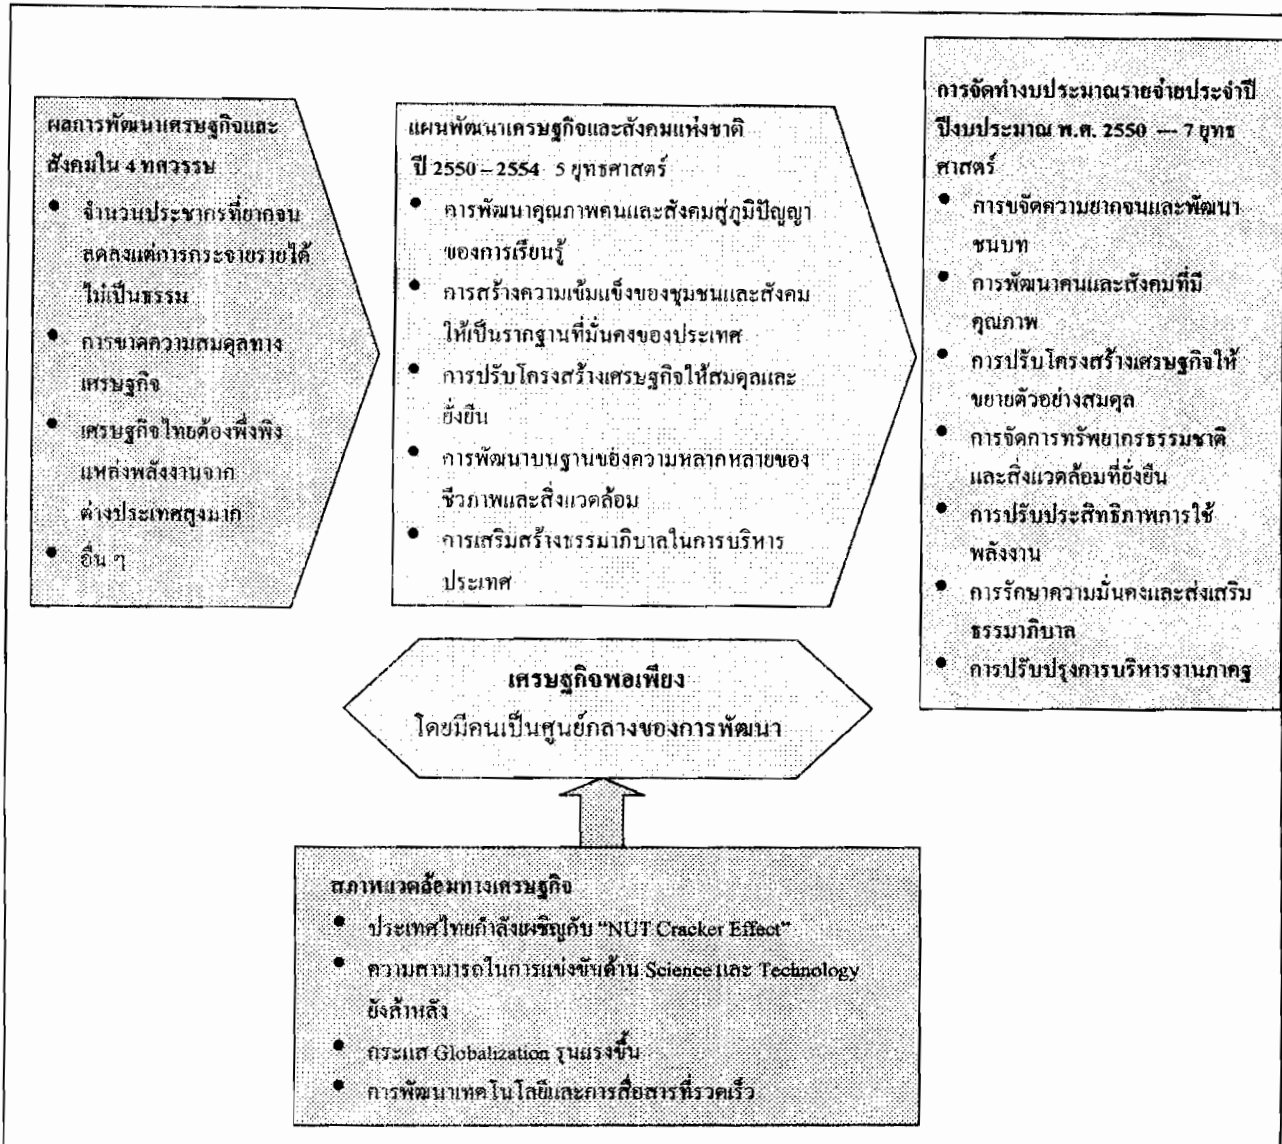 ผลการพัฒนาเศรษฐกิจและ
สังคมใน 4 ทศวรรษ
• จำนวนประชากรที่ยากจน
ลดลงแต่การกระจายรายได้
ไม่เป็นธรรม
• การขาดความสมดุลทาง
เศรษฐกิจ
• เศรษฐกิจไทยต้องพึ่งพิง
แหล่งพลังงานจาก
ต่างประเทศสูงมาก
• อื่น ๆ
แผนพัฒนาเศรษฐกิจและสังคมแห่งชาติ
ปี 2550 – 2554 5 ยุทธศาสตร์
• การพัฒนาคุณภาพคนและสังคมสู่ภูมิปัญญา
ของการเรียนรู้
• การสร้างความเข้มแข็งของชุมชนและสังคม
ให้เป็นรากฐานที่มั่นคงของประเทศ
• การปรับโครงสร้างเศรษฐกิจให้สมดุลและ
ยั่งยืน
• การพัฒนาบนฐานของความหลากหลายของ
ชีวภาพและสิ่งแวดล้อม
• การเสริมสร้างธรรมาภิบาลในการบริหาร
ประเทศ
การจัดทำงบประมาณรายจ่ายประจำปี
ปีงบประมาณ พ.ศ. 2550 --- 7 ยุทธ
ศาสตร์
• การขจัดความยากจนและพัฒนา
ชนบท
• การพัฒนาคนและสังคมที่มี
คุณภาพ
• การปรับโครงสร้างเศรษฐกิจให้
ขยายตัวอย่างสมดุล
• การจัดการทรัพยากรธรรมชาติ
และสิ่งแวดล้อมที่ยั่งยืน
• การปรับประสิทธิภาพการใช้
พลังงาน
• การรักษาความมั่นคงและส่งเสริม
ธรรมาภิบาล
• การปรับปรุงการบริหารงานภาคฐ
เศรษฐกิจพอเพียง
โดยมีคนเป็นศูนย์กลางของการพัฒนา
สภาพแวดล้อมทางเศรษฐกิจ
• ประเทศไทยกำลังเผชิญกับ “NUT Cracker Effect“
• ความสามารถในการแข่งขันด้าน Science และ Technology
ยังล้าหลัง
• กระแส Globalization รุนแรงขึ้น
• การพัฒนาเทคโนโลยีและการสื่อสารที่รวดเร็ว